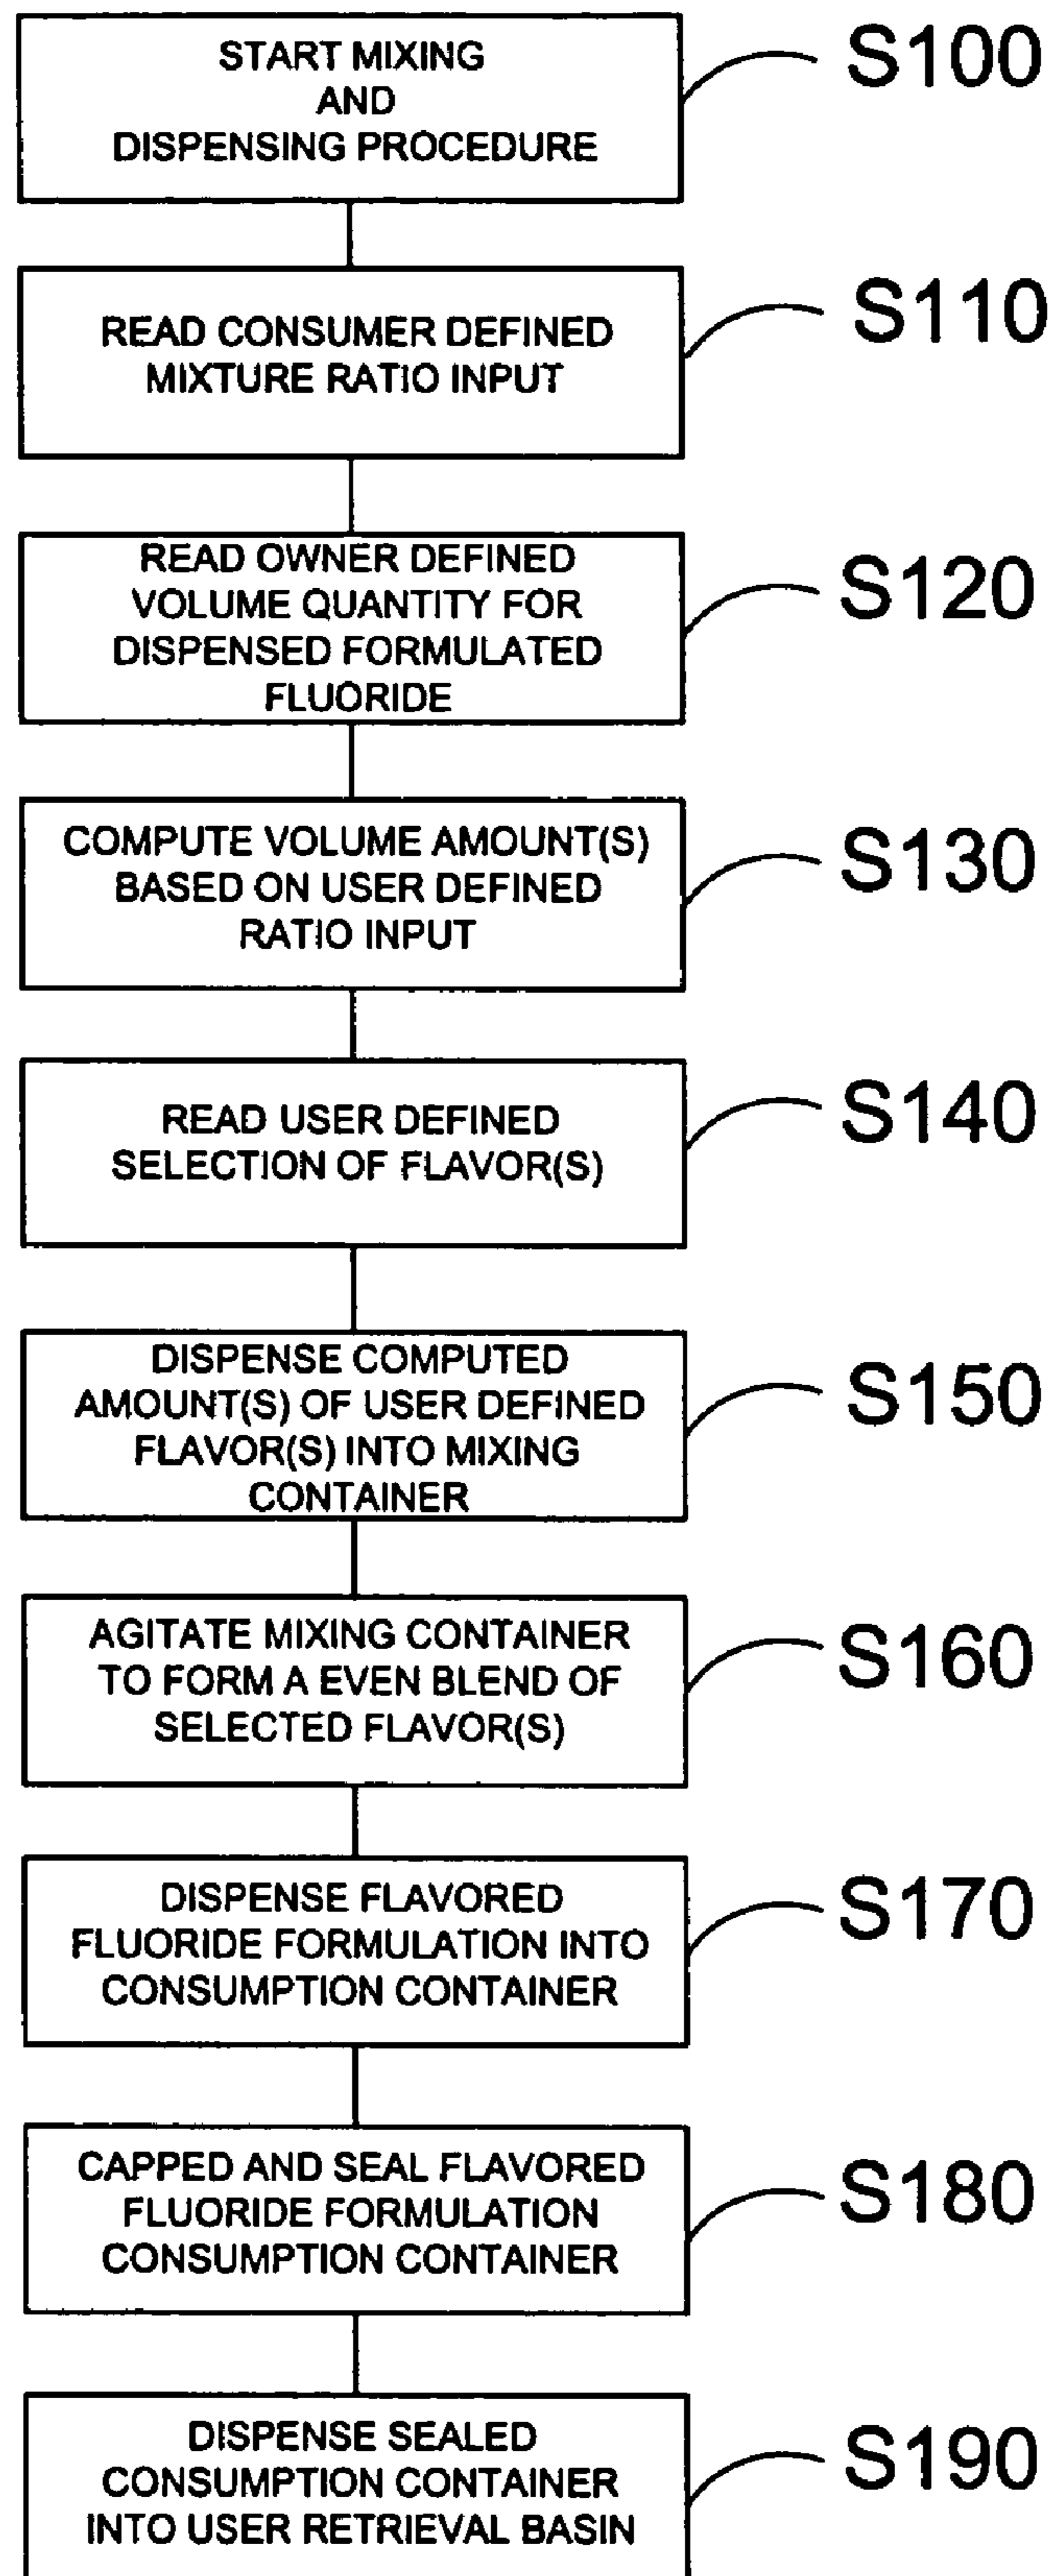 START MIXING
AND
DISPENSING PROCEDURE
S100
READ CONSUMER DEFINED
MIXTURE RATIO INPUT
S110
READ OWNER DEFINED
VOLUME QUANTITY FOR
DISPENSED FORMULATED
FLUORIDE
S120
COMPUTE VOLUME AMOUNT(S)
BASED ON USER DEFINED
RATIO INPUT
S130
READ USER DEFINED
SELECTION OF FLAVOR(S)
S140
DISPENSE COMPUTED
AMOUNT(S) OF USER DEFINED
FLAVOR(S) INTO MIXING
CONTAINER
S150
AGITATE MIXING CONTAINER
TO FORM A EVEN BLEND OF
SELECTED FLAVOR(S)
S160
DISPENSE FLAVORED
FLUORIDE FORMULATION INTO
CONSUMPTION CONTAINER
S170
CAPPED AND SEAL FLAVORED
FLUORIDE FORMULATION
CONSUMPTION CONTAINER
S180
DISPENSE SEALED
CONSUMPTION CONTAINER
INTO USER RETRIEVAL BASIN
S190